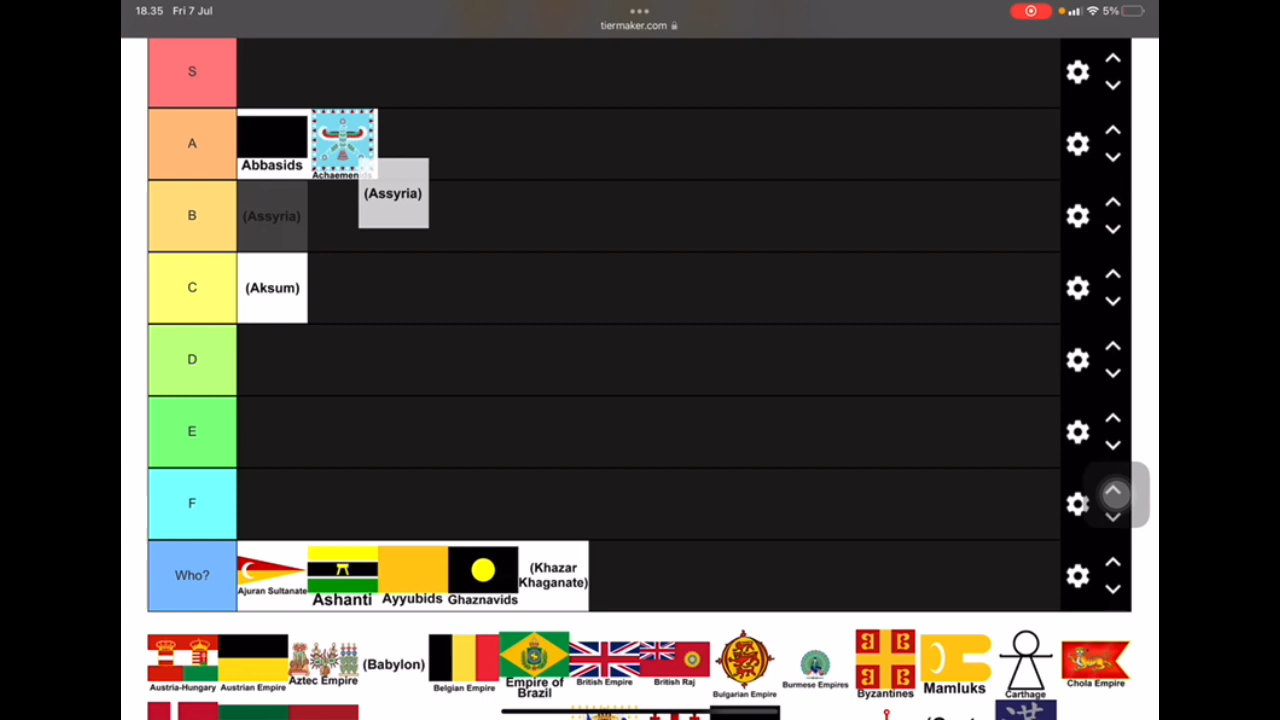 18.35 Fri 7 Jul
tiermaker.com
5%
S
A
Abbasids
Achaemenids
(Assyria)
B
(Assyria)
C
(Aksum)
D
E
F
Who?
Ajuran Sultanate
Ashanti
Ayyubids
Ghaznavids
(Khazar
Khaganate)
Austria-Hungary
Austrian Empire
Aztec Empire
(Babylon)
Belgian Empire
Empire of
Brazil
British Empire
British Raj
Bulgarian Empire
Burmese Empires
B B
B B
Byzantines
Mamluks
Carthage
Chola Empire
漢